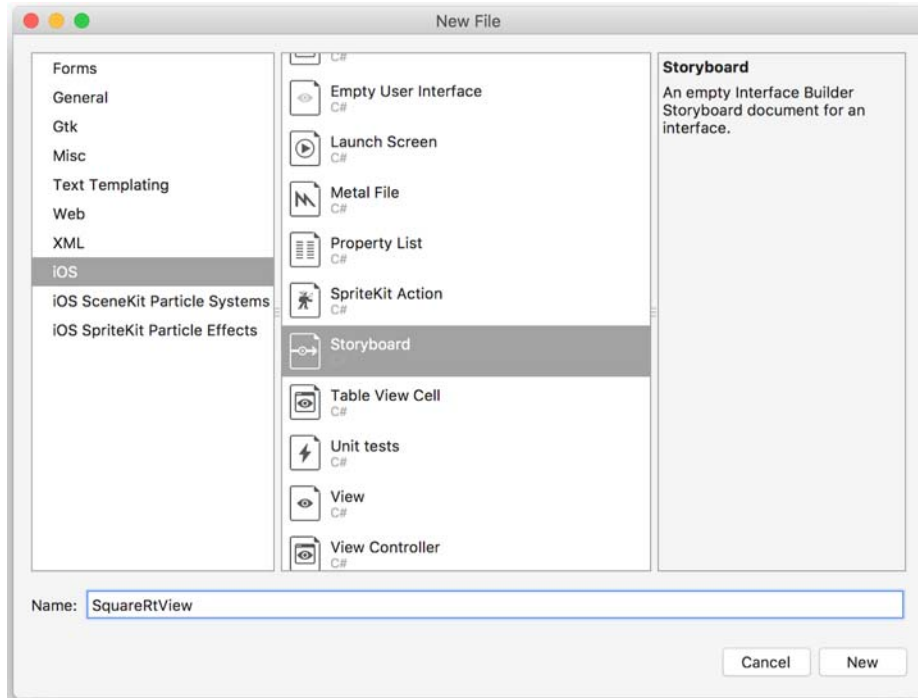 New File
Forms
General
Gtk
Misc
Text Templating
Web
XML
iOS
iOS SceneKit Particle Systems
iOS SpriteKit Particle Effects
C#
Empty User Interface
C#
Launch Screen
C#
Metal File
C#
Property List
C#
SpriteKit Action
C#
Storyboard
Table View Cell
C#
Unit tests
C#
View
C#
View Controller
C#
Storyboard
An empty Interface Builder
Storyboard document for an
interface.
Name: SquareRtView
Cancel New